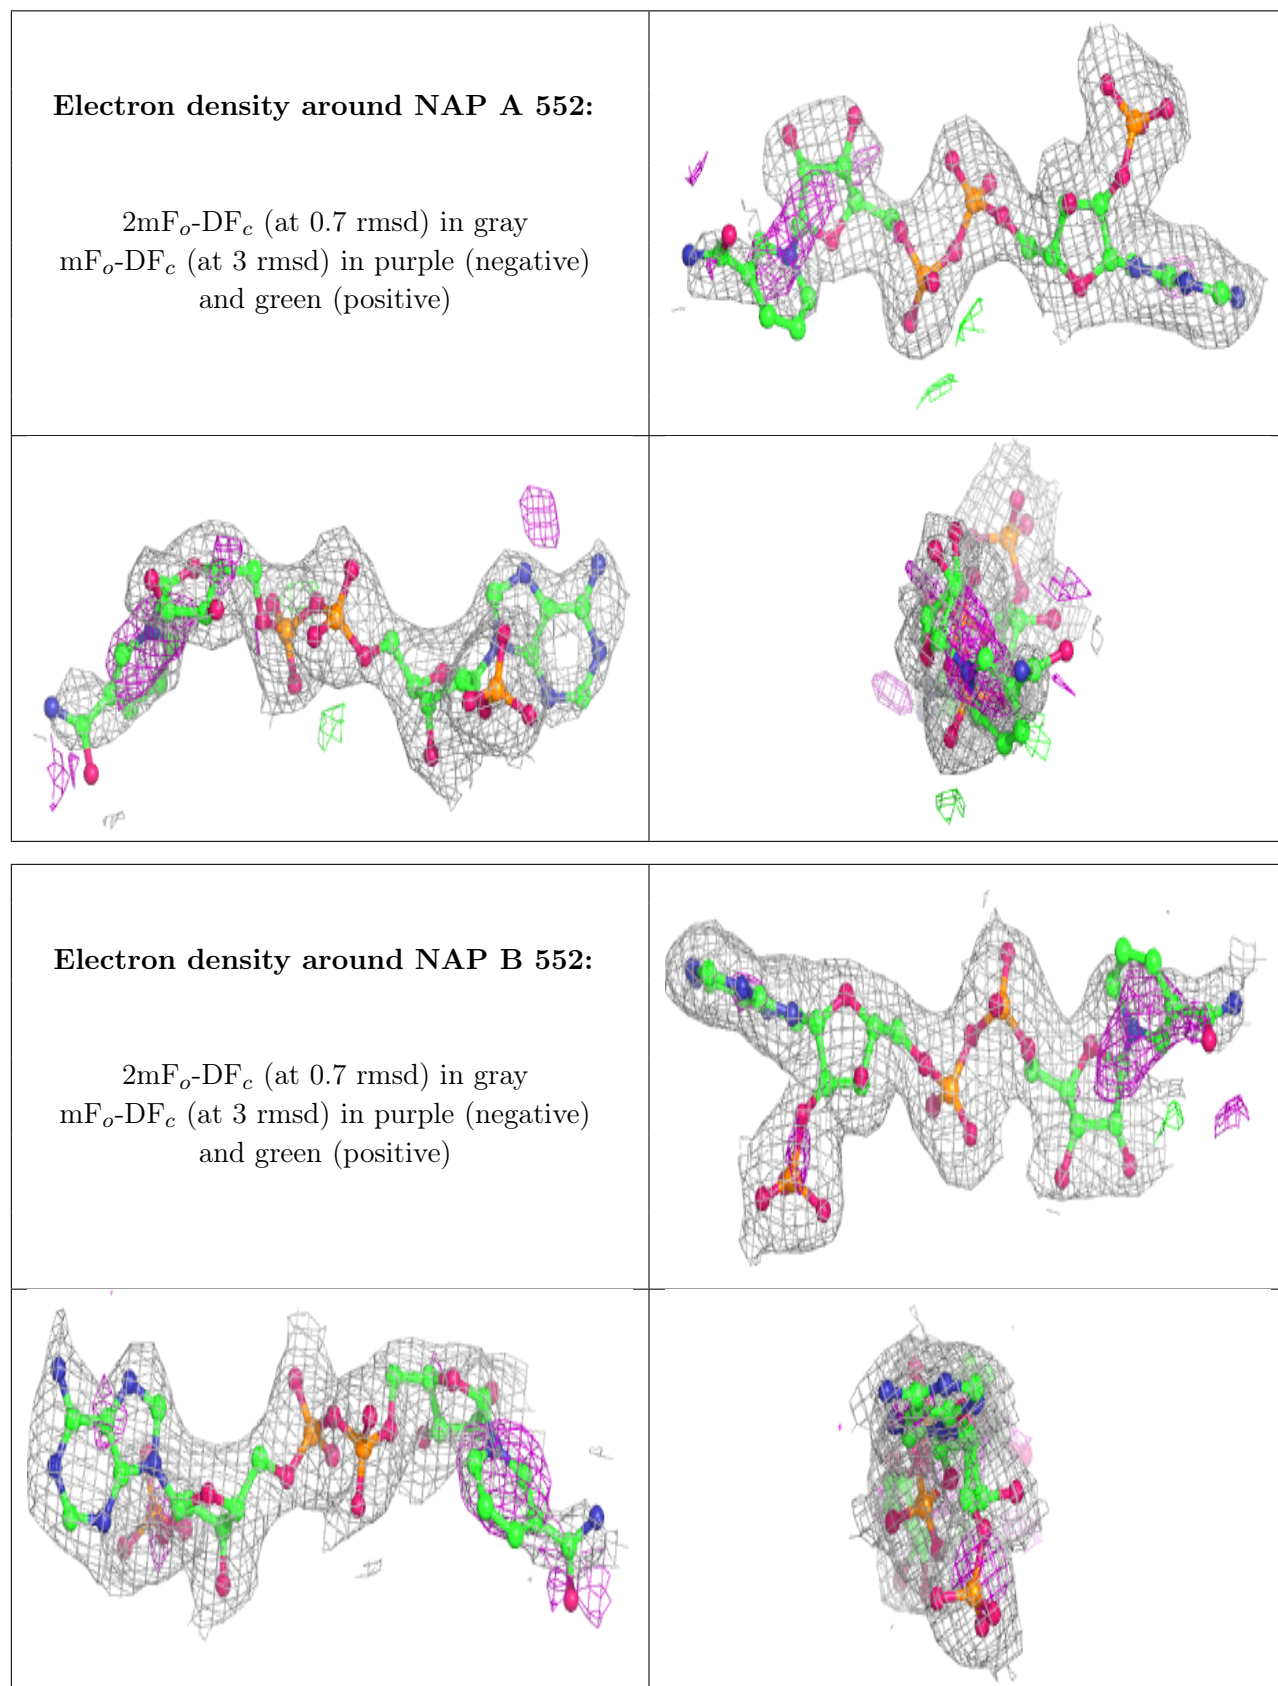 Electron density around NAP A 552:
2mFo-DFc (at 0.7 rmsd) in gray
mFo-DFc (at 3 rmsd) in purple (negative)
and green (positive)
Electron density around NAP B 552:
2mFo-DFc (at 0.7 rmsd) in gray
mFo-DFc (at 3 rmsd) in purple (negative)
and green (positive)